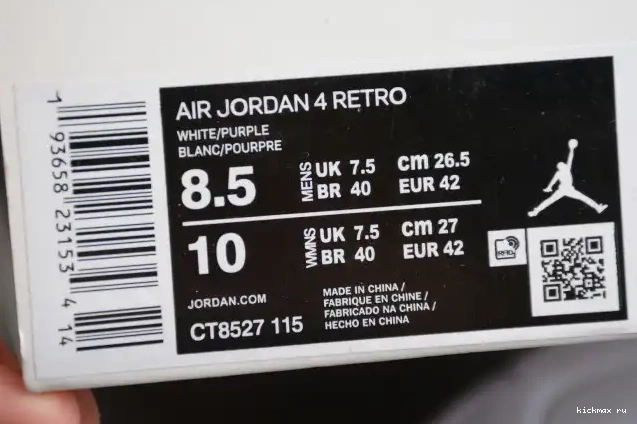 1 93658 23153 4 14
AIR JORDAN 4 RETRO
WHITE/PURPLE
BLANC/POURPRE
8.5
MENS
UK 7.5 cm 26.5
BR 40 EUR 42
10
WMNS
UK 7.5 cm 27
BR 40 EUR 42
RFID
JORDAN.COM
MADE IN CHINA /
FABRIQUE EN CHINE /
FABRICADO NA CHINA /
HECHO EN CHINA
CT8527 115
kickmax ru